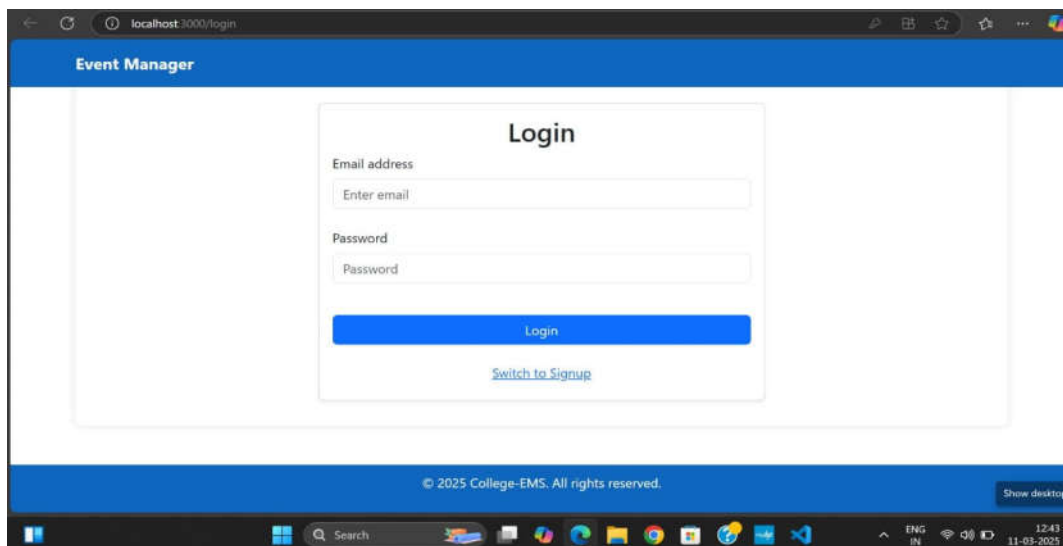 localhost:3000/login
Event Manager
Login
Email address
Enter email
Password
Password
Login
Switch to Signup
© 2025 College-EMS. All rights reserved.
Show desktop
Search
ENG
IN
12:43
11-03-2025